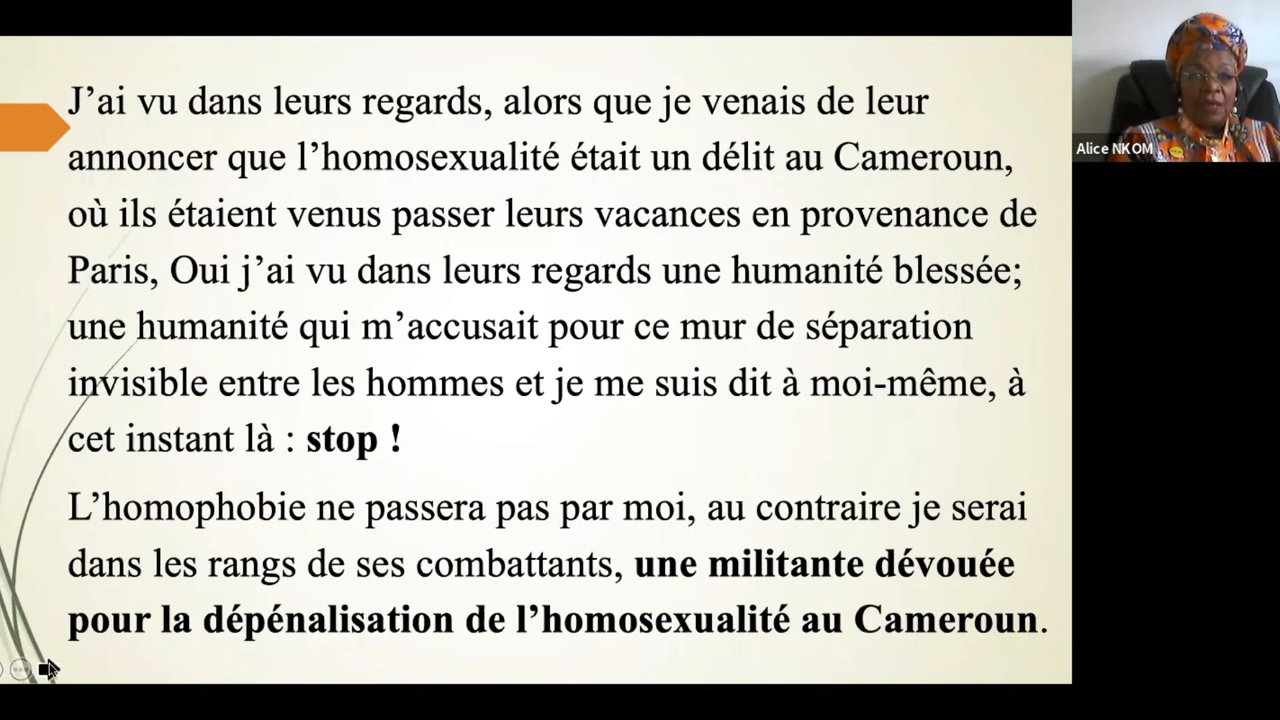 J’ai vu dans leurs regards, alors que je venais de leur
annoncer que l’homosexualité était un délit au Cameroun,
où ils étaient venus passer leurs vacances en provenance de
Paris, Oui j’ai vu dans leurs regards une humanité blessée;
une humanité qui m’accusait pour ce mur de séparation
invisible entre les hommes et je me suis dit à moi-même, à
cet instant là : stop !
L’homophobie ne passera pas par moi, au contraire je serai
dans les rangs de ses combattants, une militante dévouée
pour la dépénalisation de l’homosexualité au Cameroun.
Alice NKOM